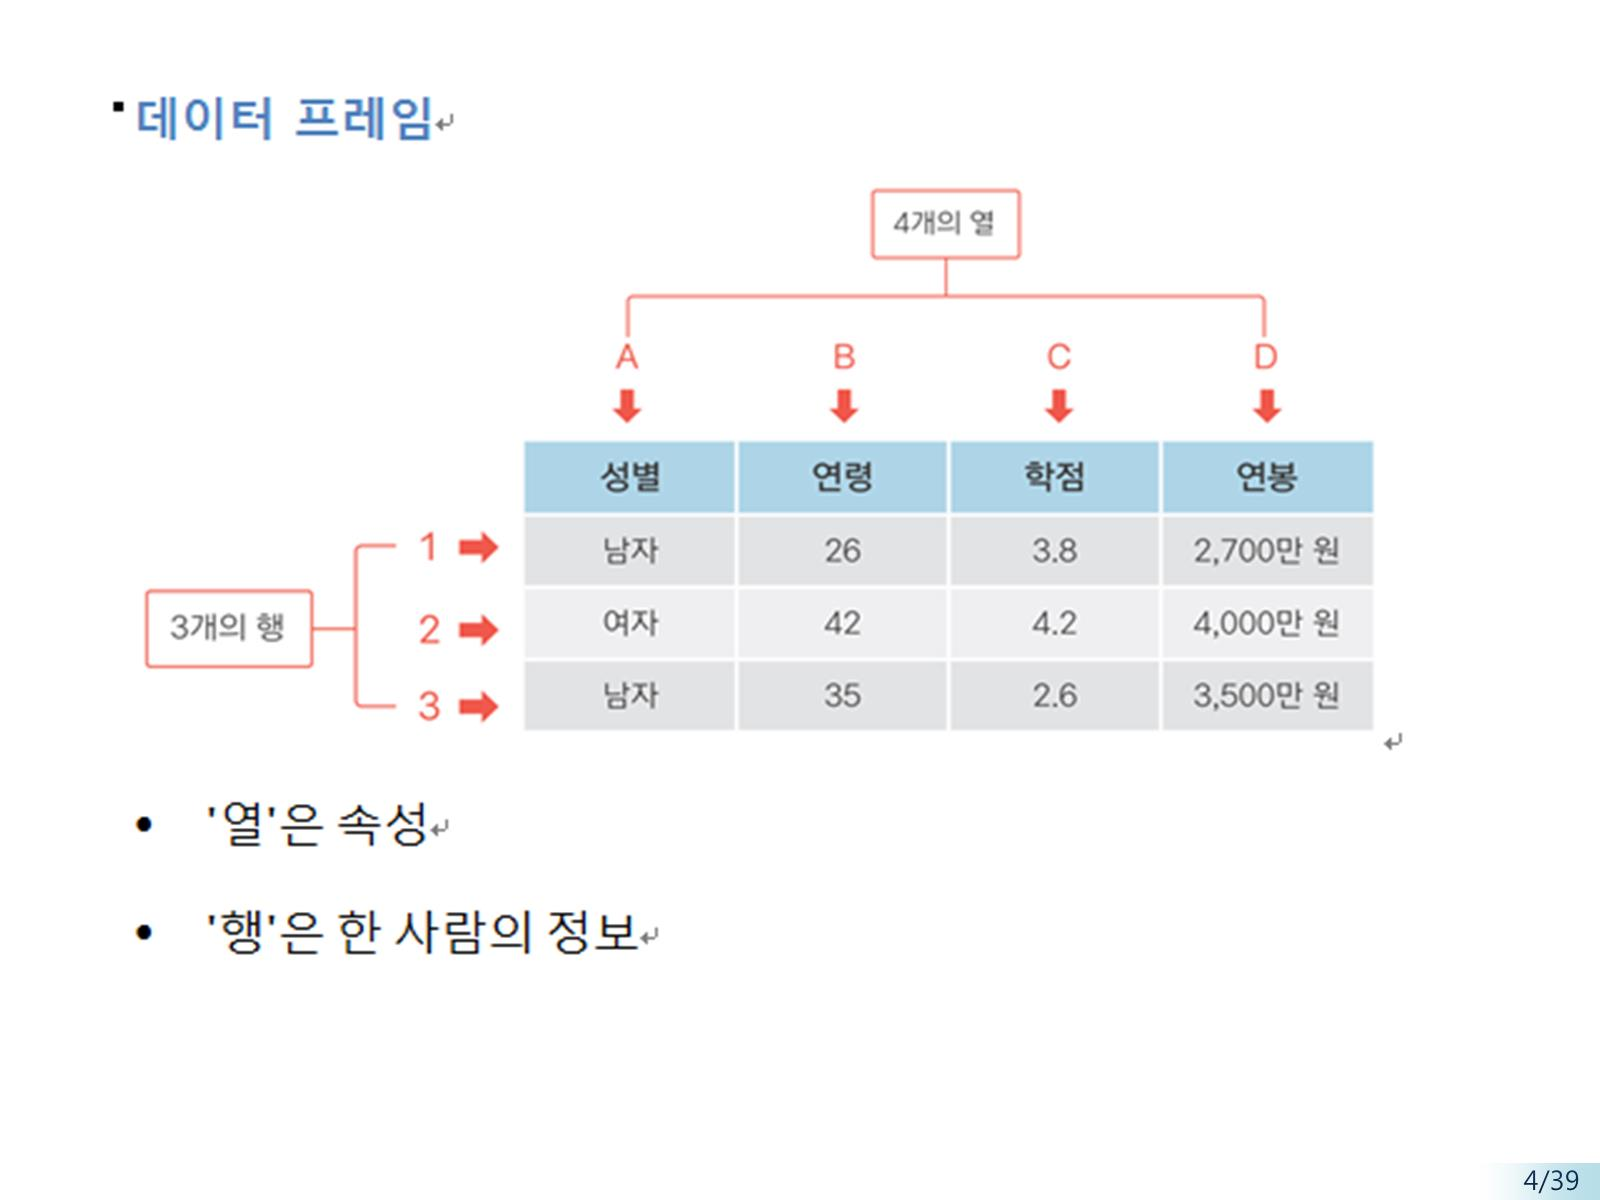 ▪ 데이터 프레임↵
4개의 열
A B C D
성별 연령 학점 연봉
1 남자 26 3.8 2,700만 원
3개의 행
2 여자 42 4.2 4,000만 원
3 남자 35 2.6 3,500만 원
↵
• '열'은 속성↵
• '행'은 한 사람의 정보↵
4/39